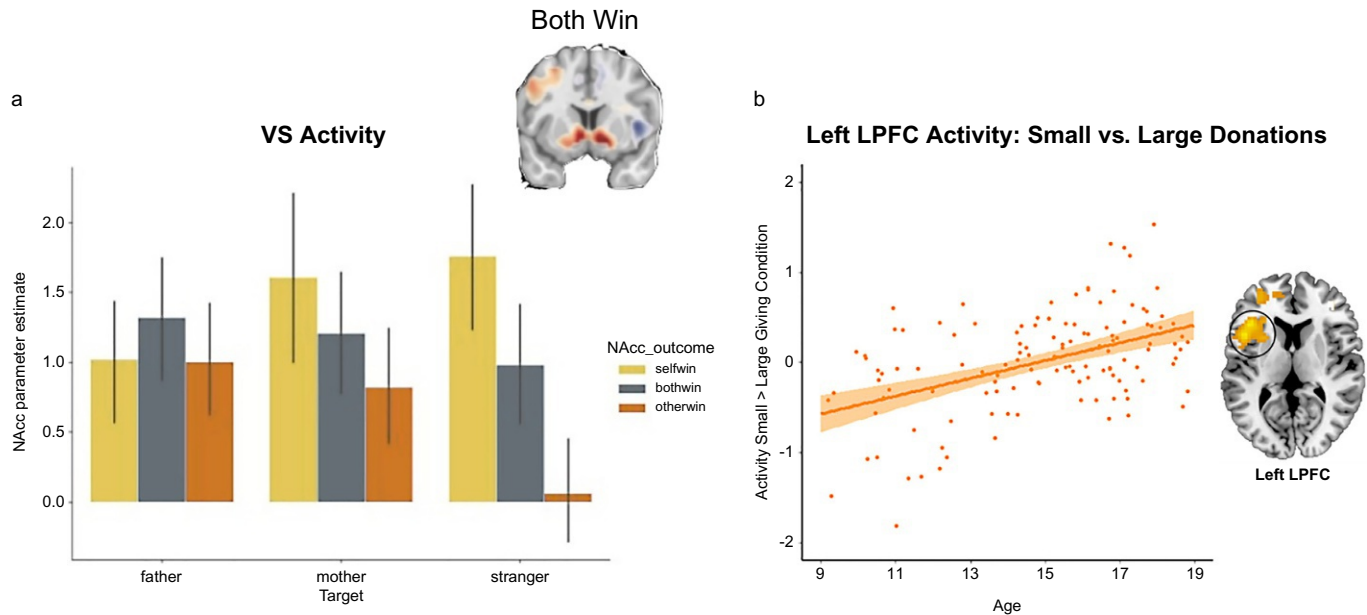 Both Win
a
VS Activity
NAcc parameter estimate
2.0
1.5
1.0
0.5
0.0
father
mother
stranger
Target
NAcc_outcome
selfwin
bothwin
otherwin
b
Left LPFC Activity: Small vs. Large Donations
Activity Small > Large Giving Condition
2
1
0
-1
-2
9
11
13
15
17
19
Age
Left LPFC